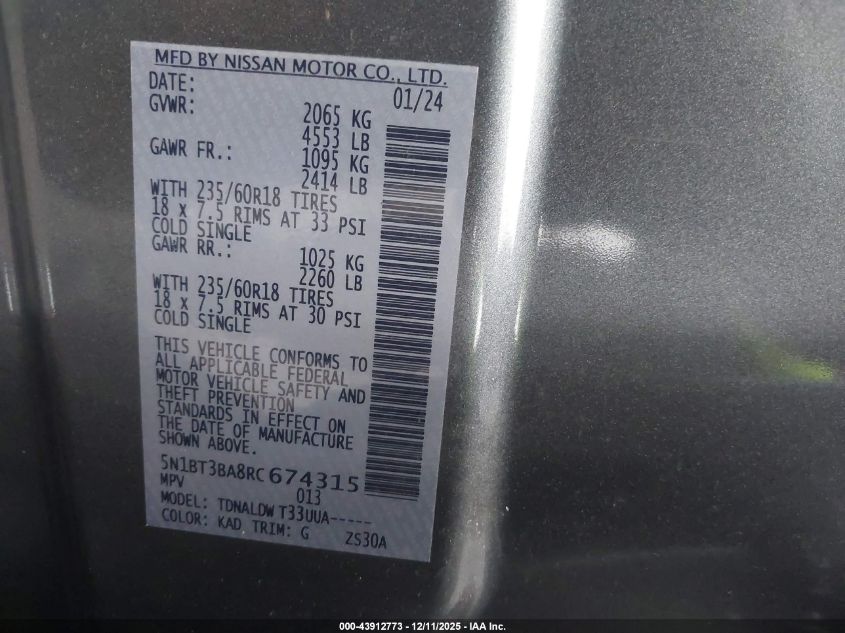 MFD BY NISSAN MOTOR CO., LTD.
DATE: 01/24
GVWR: 2065 KG
4553 LB
GAWR FR.: 1095 KG
2414 LB
WITH 235/60R18 TIRES
18 x 7.5 RIMS AT 33 PSI
COLD SINGLE
GAWR RR.: 1025 KG
2260 LB
WITH 235/60R18 TIRES
18 x 7.5 RIMS AT 30 PSI
COLD SINGLE
THIS VEHICLE CONFORMS TO
ALL APPLICABLE FEDERAL
MOTOR VEHICLE SAFETY AND
THEFT PREVENTION
STANDARDS IN EFFECT ON
THE DATE OF MANUFACTURE
SHOWN ABOVE.
5N1BT3BA8RC674315
MPV 013
MODEL: TDNALDW T33UUA-----
COLOR: KAD TRIM: G ZS30A
000-43912773 - 12/11/2025 - IAA Inc.